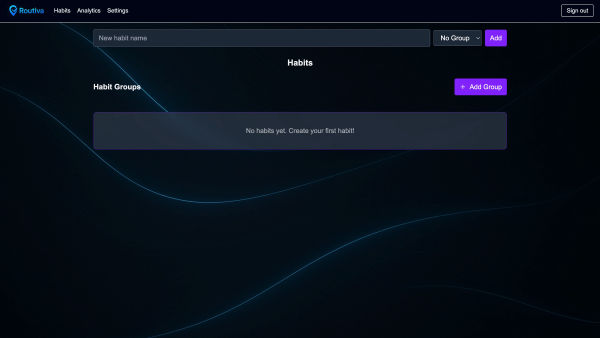 Routiva Habits Analytics Settings Sign out
New habit name No Group Add
Habits
Habit Groups + Add Group
No habits yet. Create your first habit!